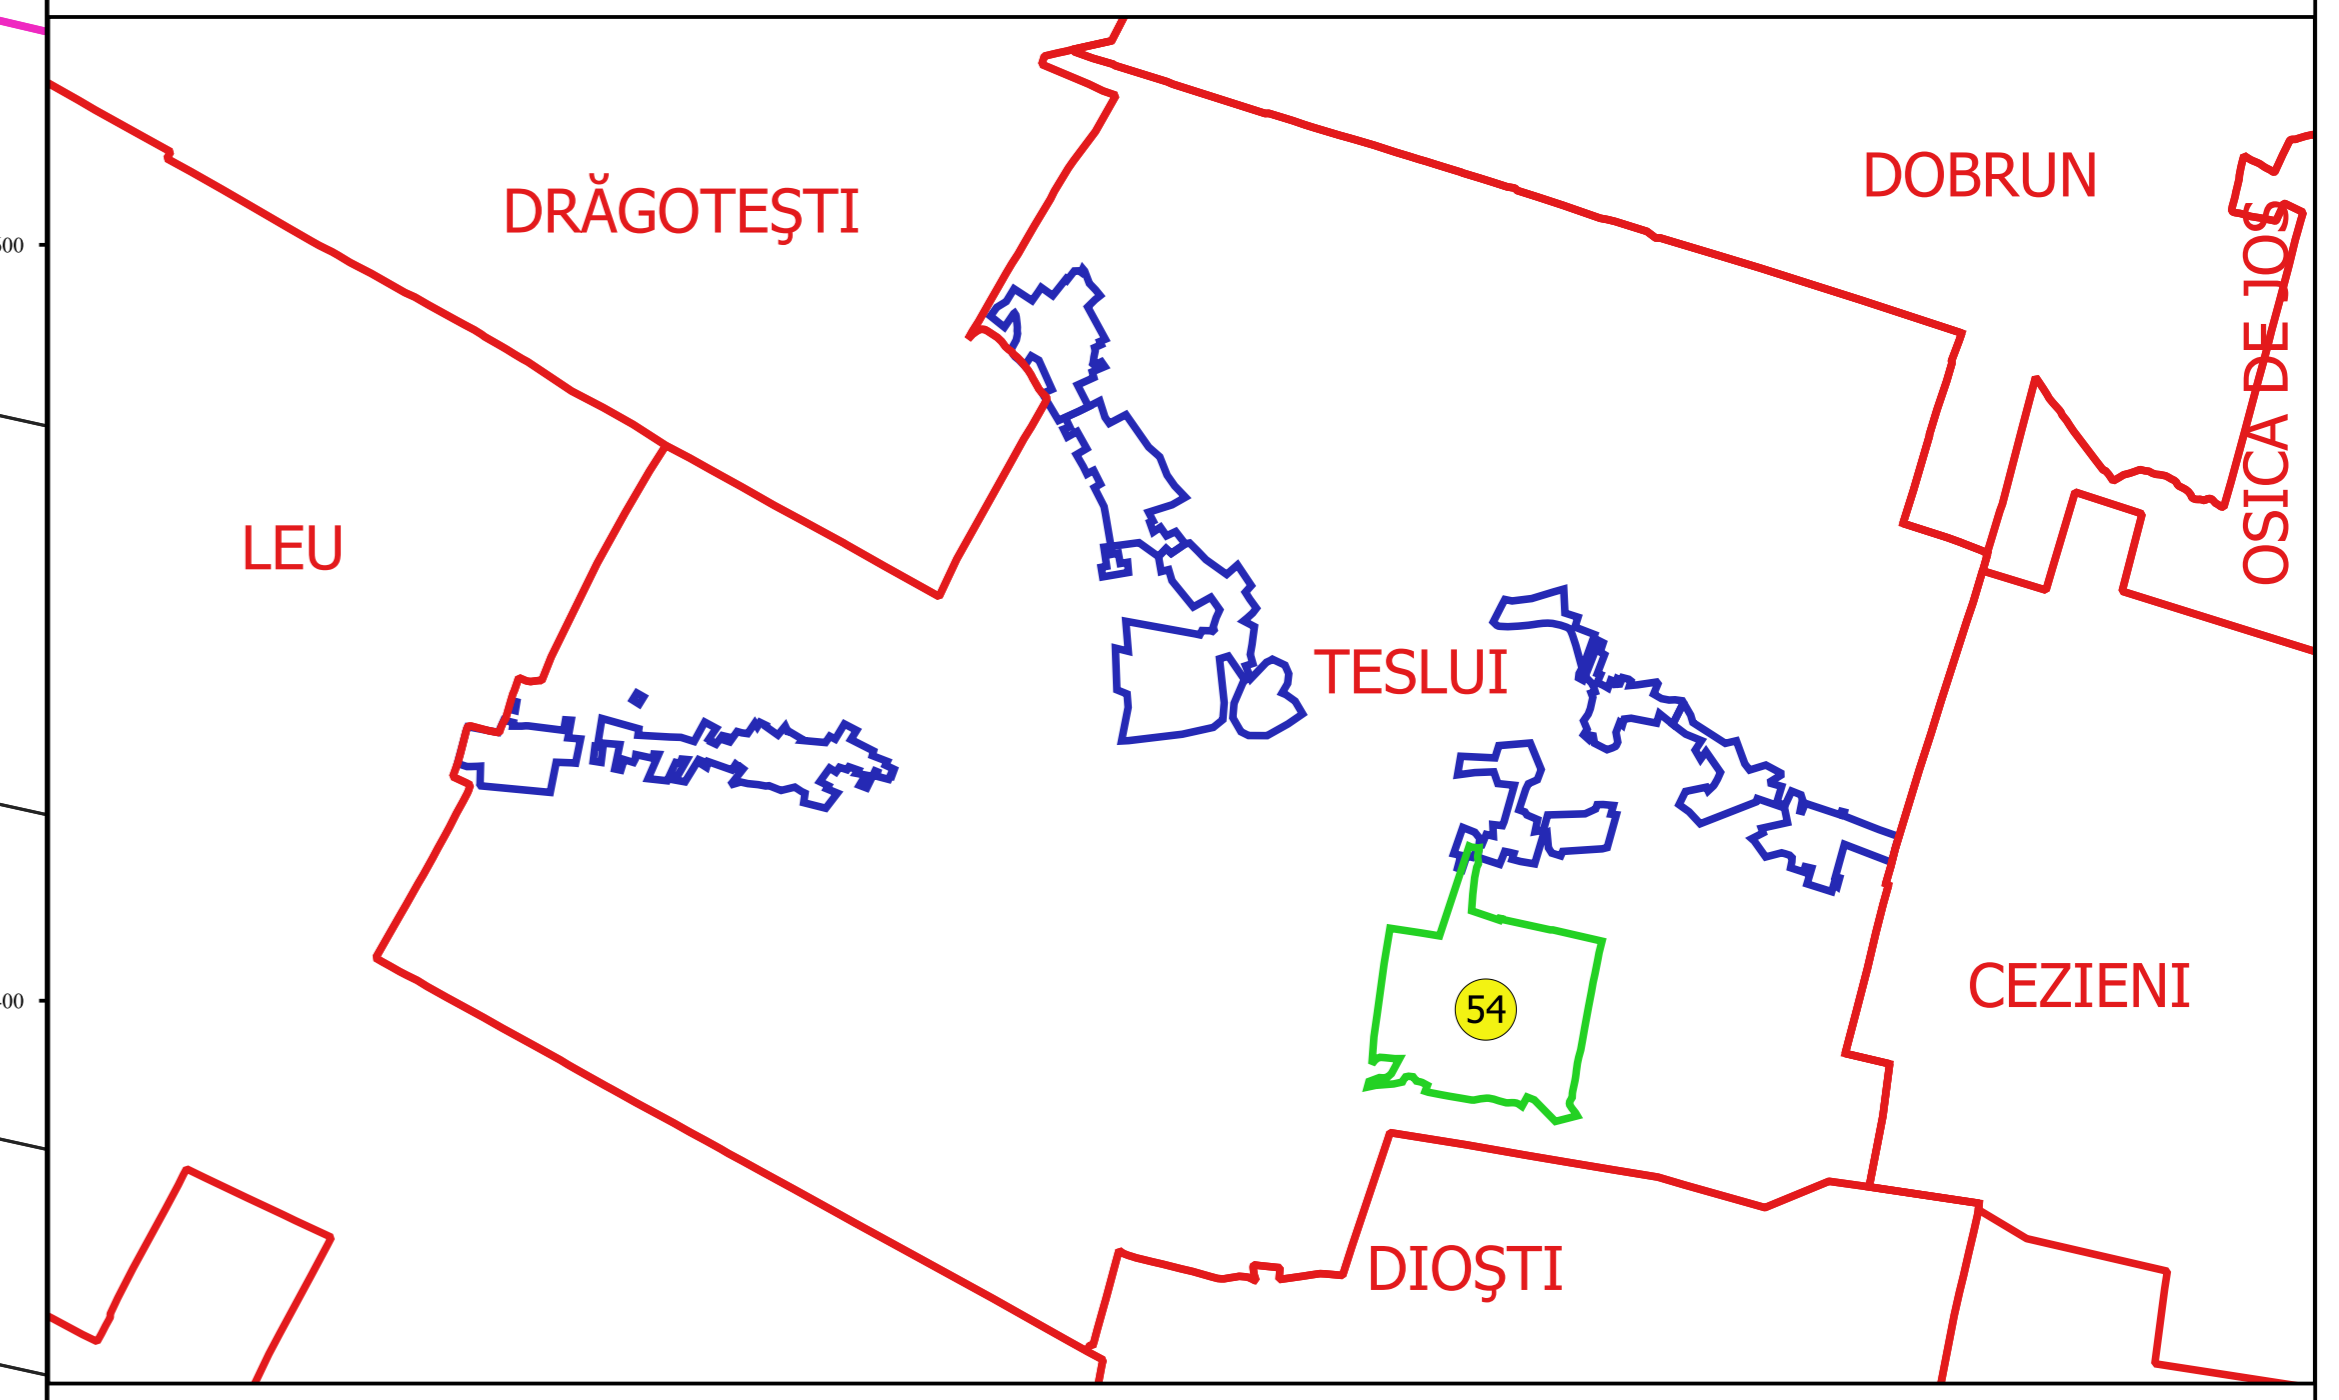 DOBRUN
DRĂGOTEŞTI
OSICA DE JOS
LEU
TESLUI
CEZIENI
54
DIOŞTI